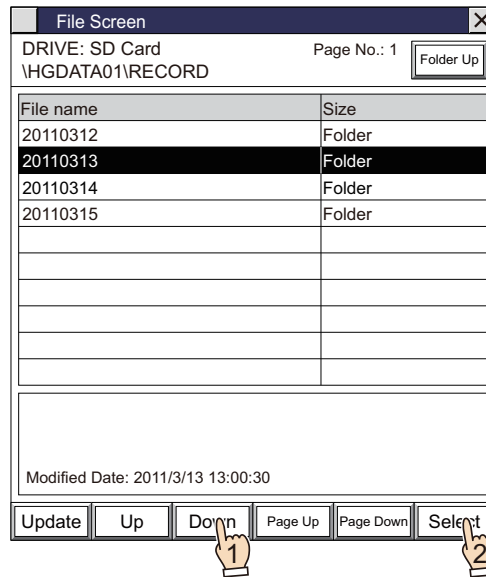 File Screen
DRIVE: SD Card Page No.: 1
\HGDATA01\RECORD Folder Up
File name Size
20110312 Folder
20110313 Folder
20110314 Folder
20110315 Folder
Modified Date: 2011/3/13 13:00:30
Update Up Down Page Up Page Down Select
1 2